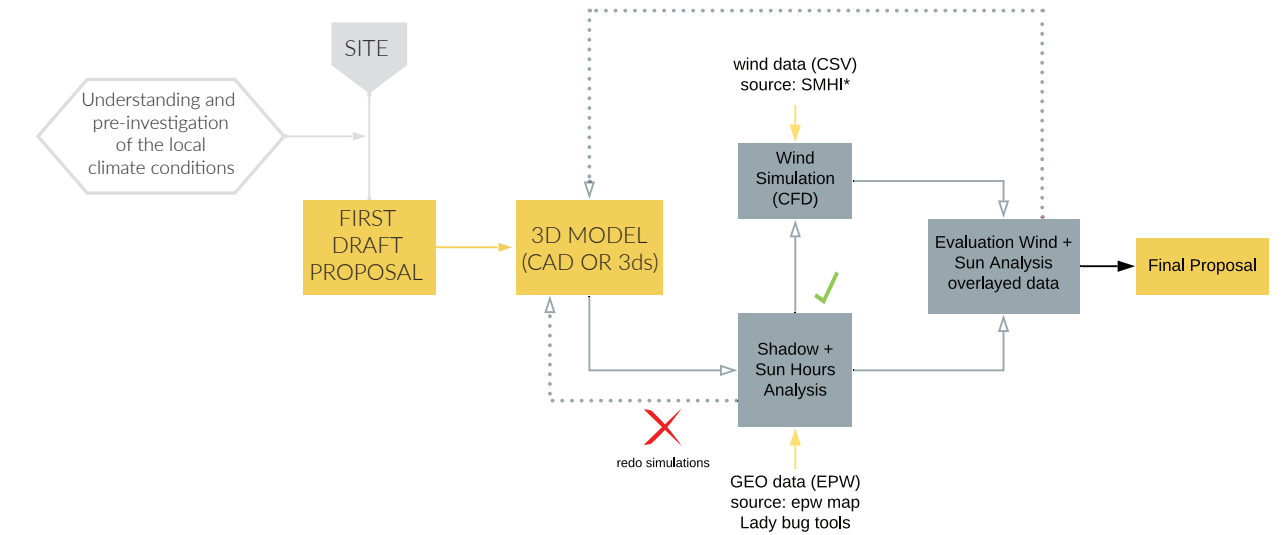 SITE
Understanding and
pre-investigation
of the local
climate conditions
FIRST
DRAFT
PROPOSAL
3D MODEL
(CAD OR 3ds)
wind data (CSV)
source: SMHI*
Wind
Simulation
(CFD)
Shadow +
Sun Hours
Analysis
redo simulations
GEO data (EPW)
source: epw map
Lady bug tools
Evaluation Wind +
Sun Analysis
overlayed data
Final Proposal